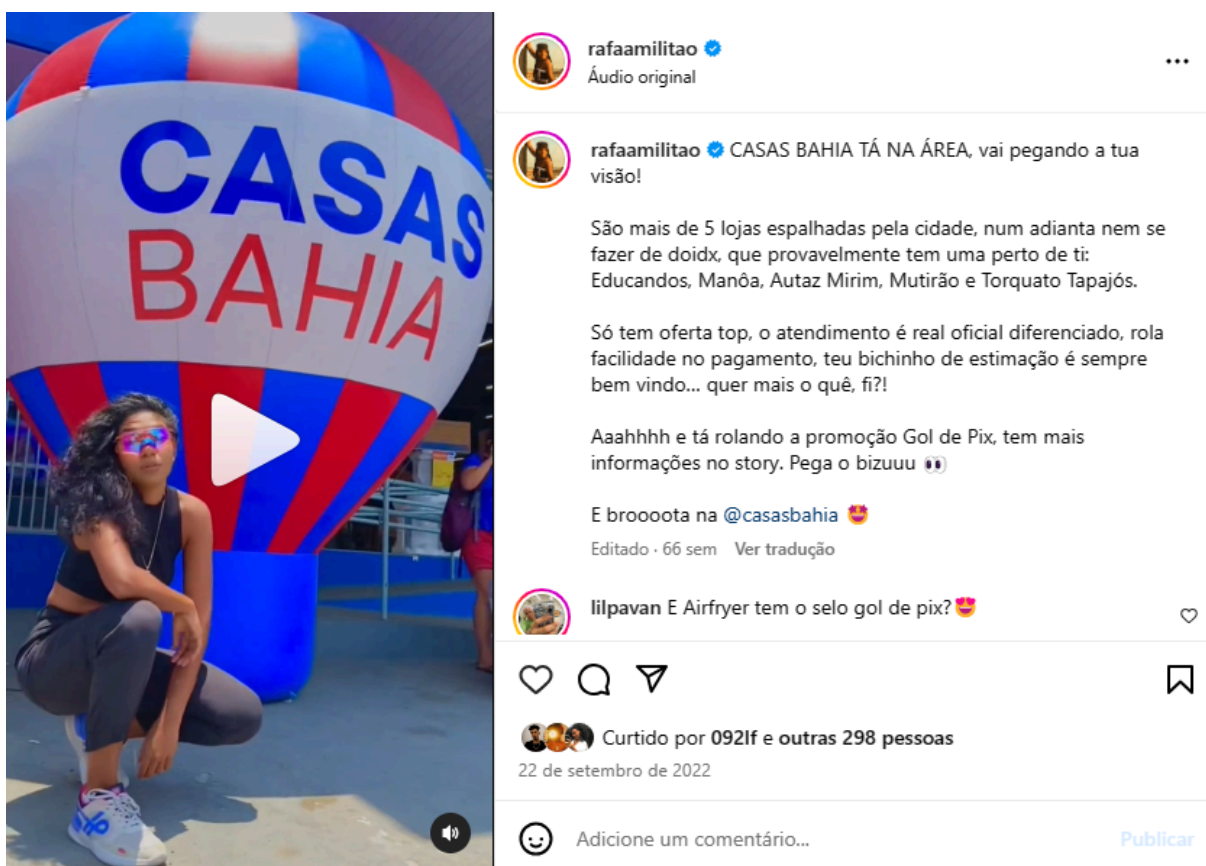 CASAS
BAHIA
rafaamilitao
Áudio original
rafaamilitao CASAS BAHIA TÁ NA ÁREA, vai pegando a tua
visão!
São mais de 5 lojas espalhadas pela cidade, num adianta nem se
fazer de doidx, que provavelmente tem uma perto de ti:
Educandos, Manôa, Autaz Mirim, Mutirão e Torquato Tapajós.
Só tem oferta top, o atendimento é real oficial diferenciado, rola
facilidade no pagamento, teu bichinho de estimação é sempre
bem vindo... quer mais o quê, fi?!
Aaahhhh e tá rolando a promoção Gol de Pix, tem mais
informações no story. Pega o bizuuu 👀
E broooota na @casasbahia 🤩
Editado · 66 sem Ver tradução
lilpavan E Airfryer tem o selo gol de pix?😍
Curtido por 092lf e outras 298 pessoas
22 de setembro de 2022
Adicione um comentário...
Publicar